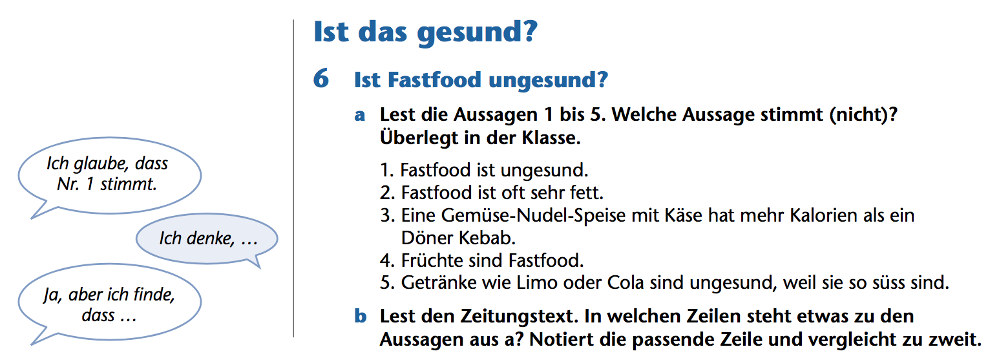 Ist das gesund?
6 Ist Fastfood ungesund?
a Lest die Aussagen 1 bis 5. Welche Aussage stimmt (nicht)?
Überlegt in der Klasse.
Ich glaube, dass
Nr. 1 stimmt.
Ich denke, …
Ja, aber ich finde,
dass …
1. Fastfood ist ungesund.
2. Fastfood ist oft sehr fett.
3. Eine Gemüse-Nudel-Speise mit Käse hat mehr Kalorien als ein
Döner Kebab.
4. Früchte sind Fastfood.
5. Getränke wie Limo oder Cola sind ungesund, weil sie so süss sind.
b Lest den Zeitungstext. In welchen Zeilen steht etwas zu den
Aussagen aus a? Notiert die passende Zeile und vergleicht zu zweit.